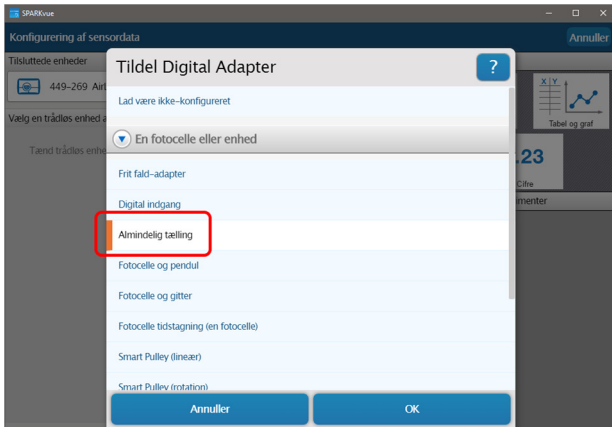 SPARKvue
Konfigurering af sensordata
Annuller
Tilsluttede enheder
449-269 Airl
Vælg en trådløs enhed a
Tænd trådløs enhe
Tildel Digital Adapter
?
Lad være ikke-konfigureret
En fotocelle eller enhed
Frit fald-adapter
Digital indgang
Almindelig tælling
Fotocelle og pendul
Fotocelle og gitter
Fotocelle tidstagning (en fotocelle)
Smart Pulley (lineær)
Smart Pulley (rotation)
Annuller
OK
X Y
Tabel og graf
.23
Cifre
menter